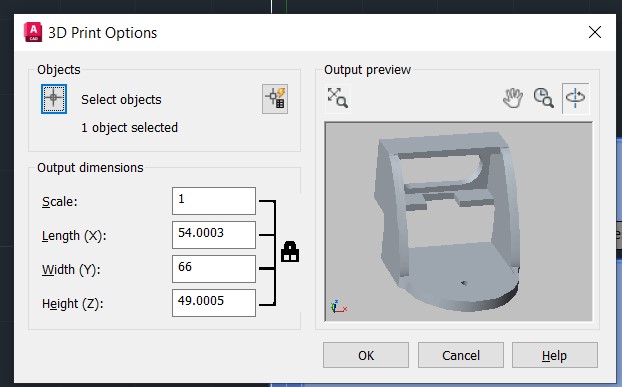 A
CAD
3D Print Options
Objects
Select objects
1 object selected
Output dimensions
Scale:
1
Length (X):
54.0003
Width (Y):
66
Height (Z):
49.0005
Output preview
OK
Cancel
Help